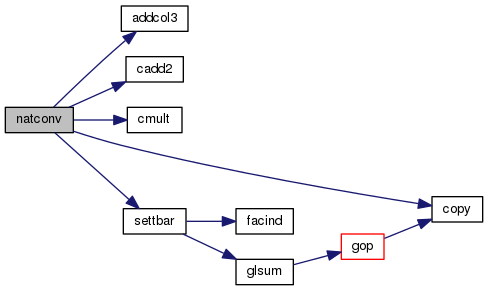 addcol3
cadd2
natconv
cmult
copy
settbar
facind
gop
glsum